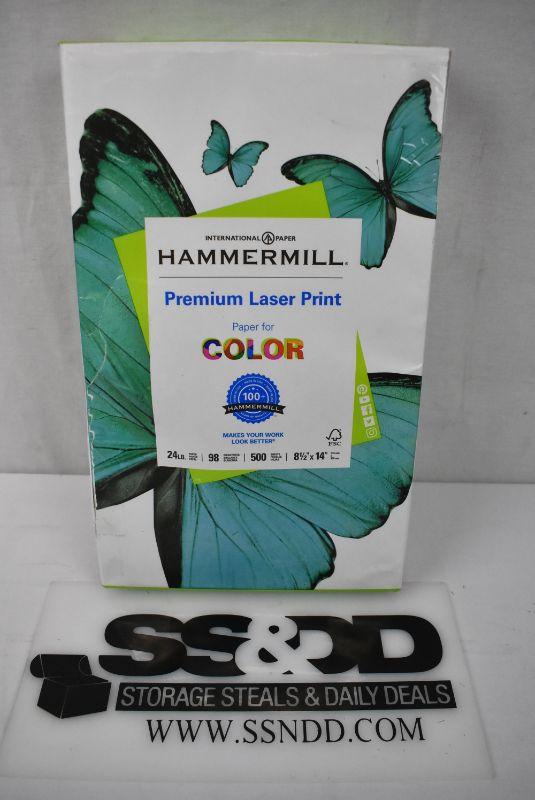 INTERNATIONAL PAPER
HAMMERMILL®
Premium Laser Print
Paper for
COLOR
100+
HAMMERMILL
MAKES YOUR WORK
LOOK BETTER®
FSC
24LB. 98 500 8½" x 14"
SS&DD
STORAGE STEALS & DAILY DEALS
WWW.SSNDD.COM